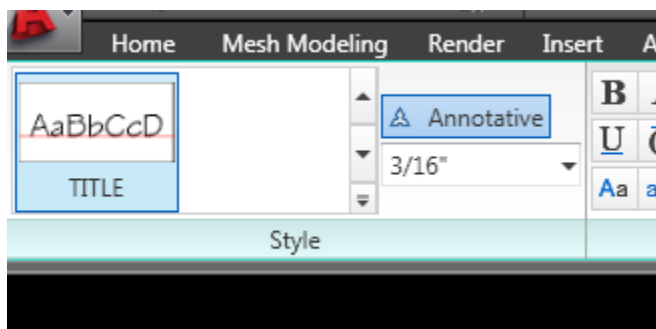 Home Mesh Modeling Render Insert A
AaBbCcD
TITLE
Annotative
3/16"
B
U
Aa a
Style